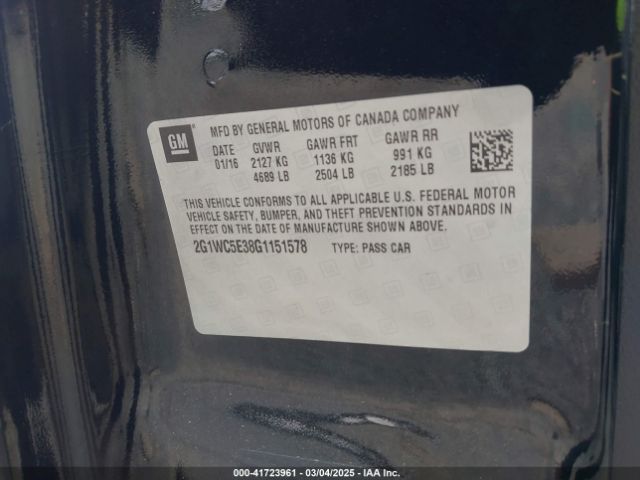 GM
MFD BY GENERAL MOTORS OF CANADA COMPANY
DATE GVWR GAWR FRT GAWR RR
01/16 2127 KG 1136 KG 991 KG
4689 LB 2504 LB 2185 LB
THIS VEHICLE CONFORMS TO ALL APPLICABLE U.S. FEDERAL MOTOR
VEHICLE SAFETY, BUMPER, AND THEFT PREVENTION STANDARDS IN
EFFECT ON THE DATE OF MANUFACTURE SHOWN ABOVE.
2G1WC5E38G1151578 TYPE: PASS CAR
000-41723961 | 03/04/2025 | IAA Inc.